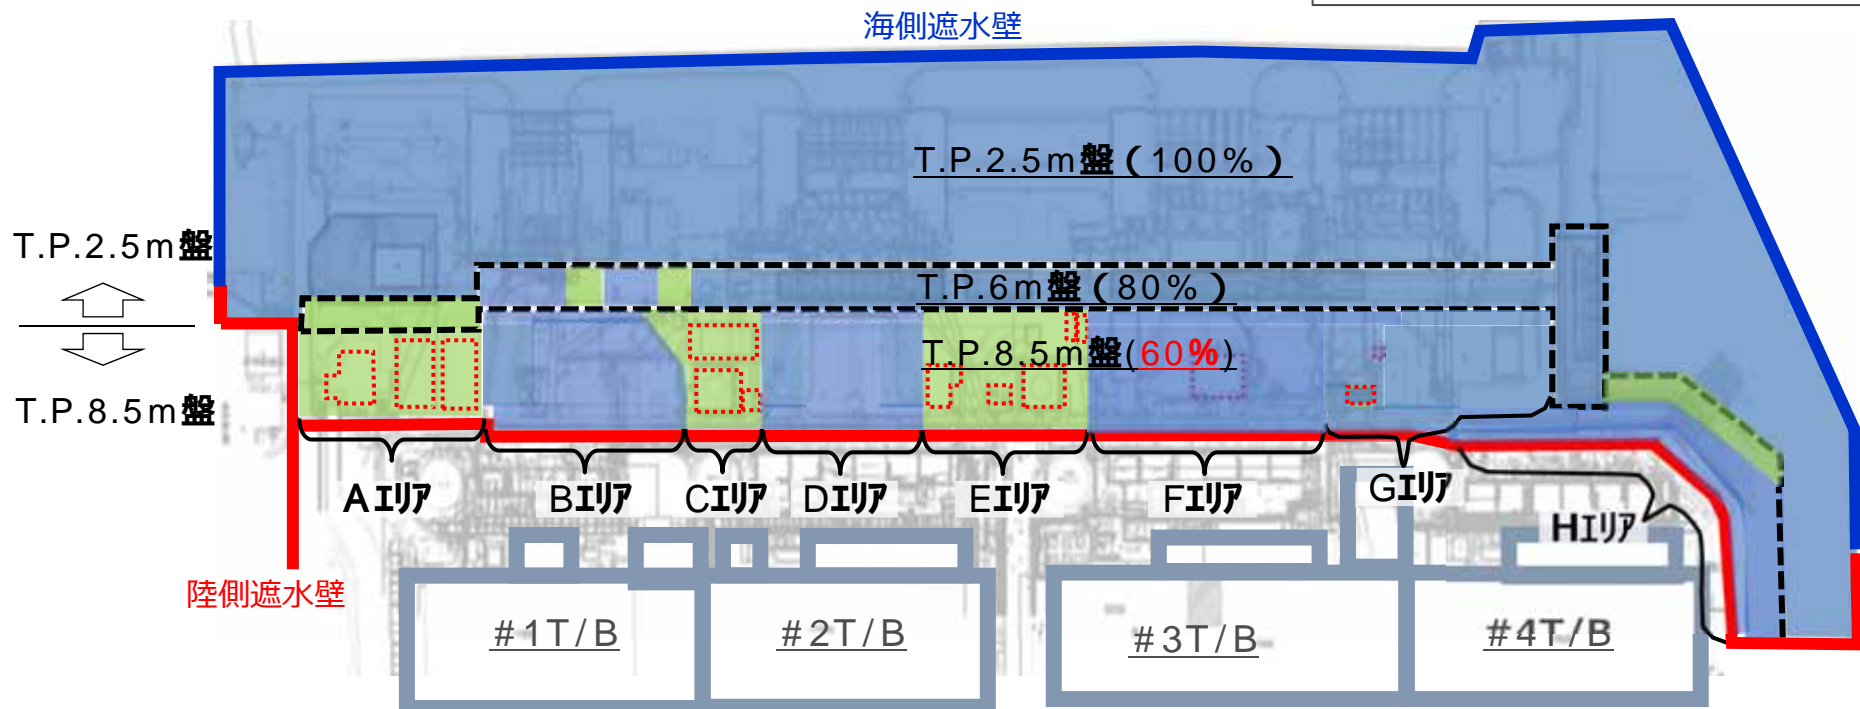 海側遮水壁
T.P.2.5m盤(100%)
T.P.2.5m盤
T.P.6m盤(80%)
T.P.8.5m盤(60%)
T.P.8.5m盤
Aエリア
Bエリア
Cエリア
Dエリア
Eエリア
Fエリア
Gエリア
Hエリア
陸側遮水壁
#1T/B
#2T/B
#3T/B
#4T/B